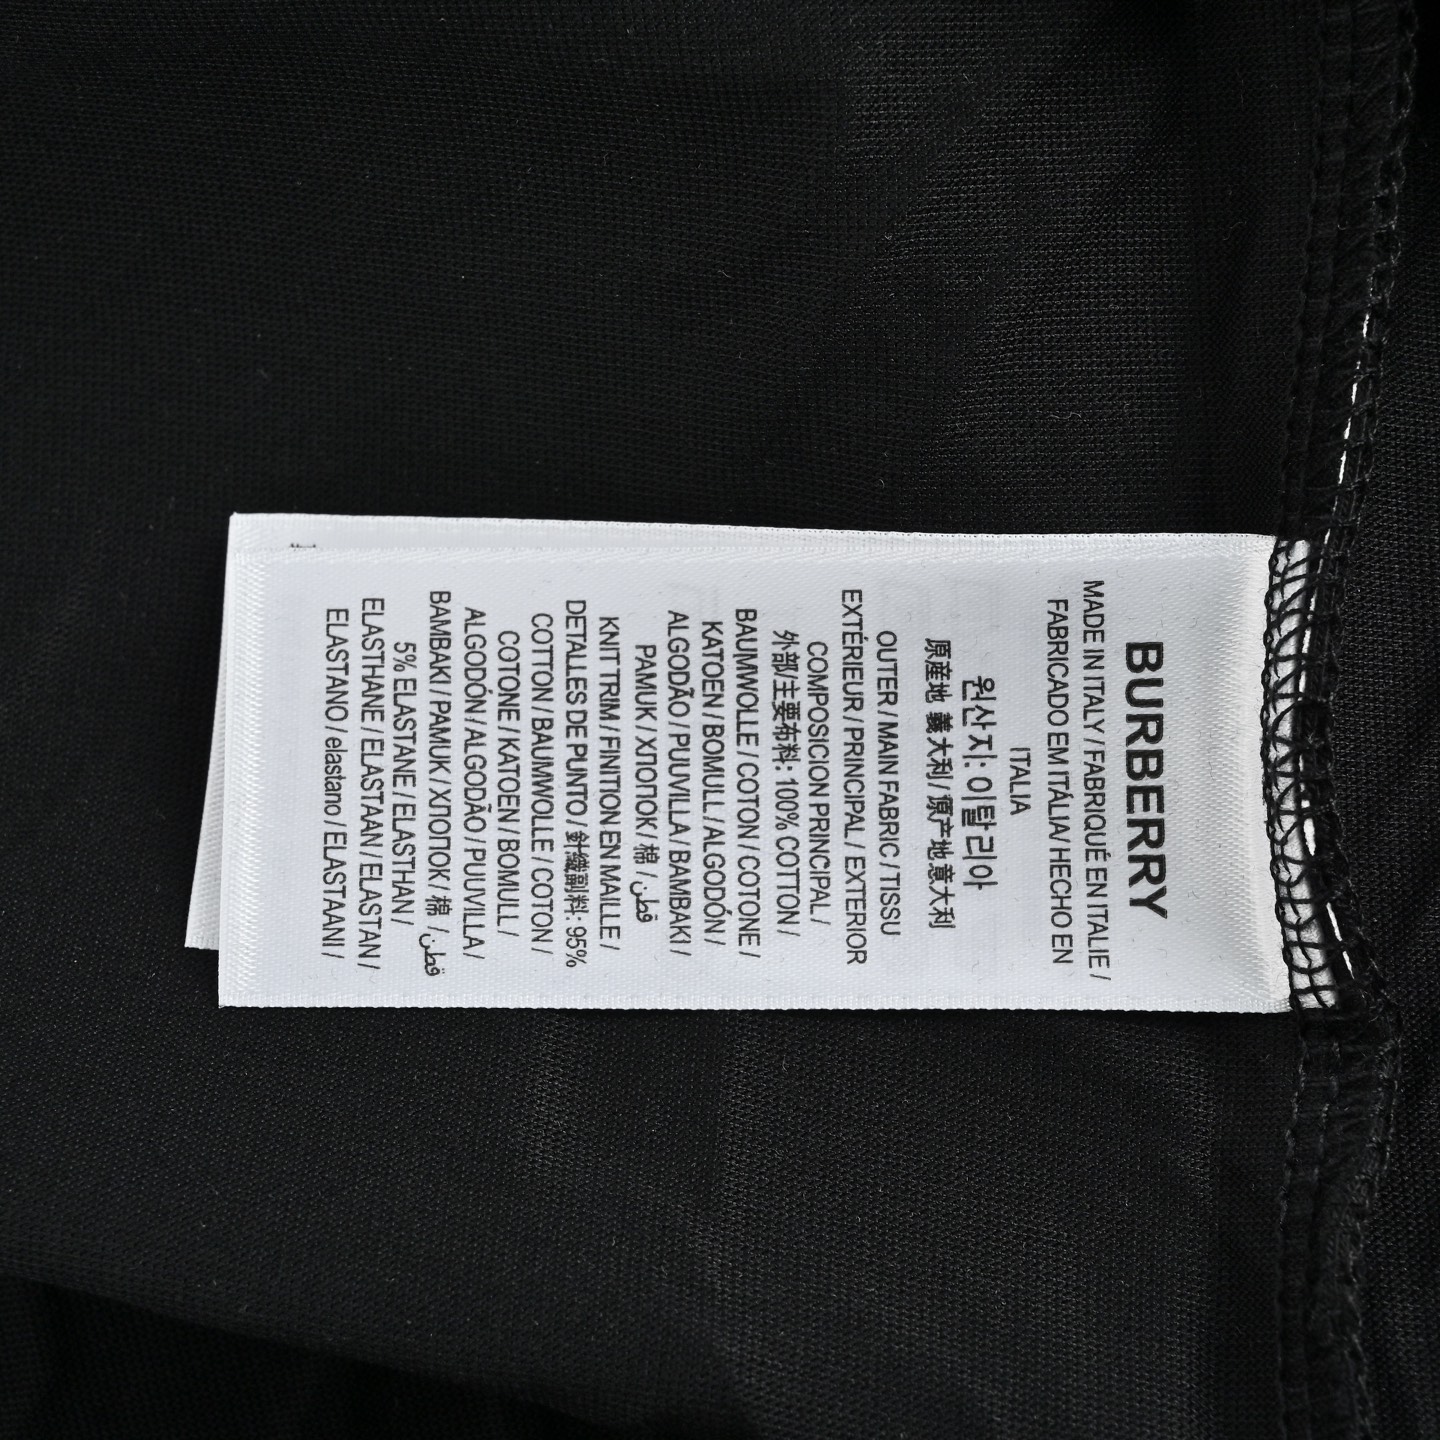 BURBERRY
MADE IN ITALY / FABRIQUÉ EN ITALIE /
FABRICADO EM ITÁLIA/ HECHO EN
ITALIA
원산지: 이탈리아
原産地 義大利 / 原产地意大利
OUTER / MAIN FABRIC / TISSU
EXTÉRIEUR / PRINCIPAL / EXTERIOR
COMPOSICION PRINCIPAL /
外部/主要布料: 100% COTTON /
BAUMWOLLE / COTON / COTONE /
KATOEN / BOMULL / ALGODÓN /
ALGODÃO / PUUVILLA / BAMBAKI /
PAMUK / ХПОПОК / 棉 / قطن
KNIT TRIM / FINITION EN MAILLE /
DETALLES DE PUNTO / 針織副料: 95%
COTTON / BAUMWOLLE / COTON /
COTONE / KATOEN / BOMULL /
ALGODÓN / ALGODÃO / PUUVILLA /
BAMBAKI / PAMUK / ХПОПОК / 棉 / قطن
5% ELASTANE / ELASTHAN /
ELASTHANE / ELASTAAN / ELASTAN /
ELASTANO / elastano / ELASTAANI /